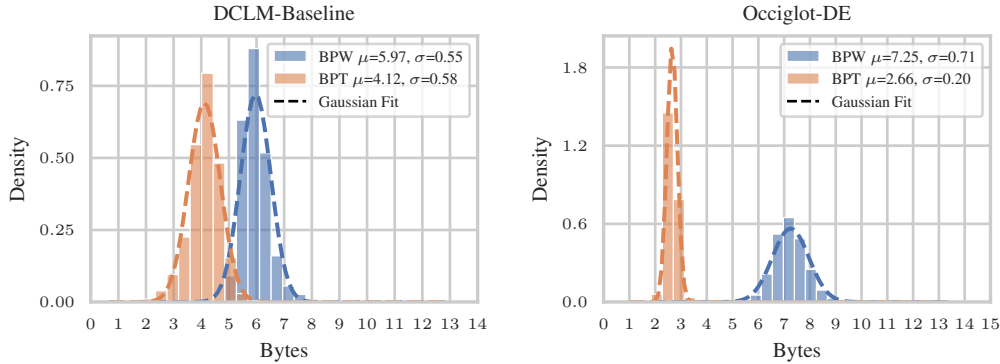 DCLM-Baseline
BPW μ=5.97, σ=0.55
BPT μ=4.12, σ=0.58
Gaussian Fit
Density
0.75
0.50
0.25
0.00
0 1 2 3 4 5 6 7 8 9 10 11 12 13 14
Bytes
Occiglot-DE
BPW μ=7.25, σ=0.71
BPT μ=2.66, σ=0.20
Gaussian Fit
Density
1.8
1.2
0.6
0.0
0 1 2 3 4 5 6 7 8 9 10 11 12 13 14 15
Bytes